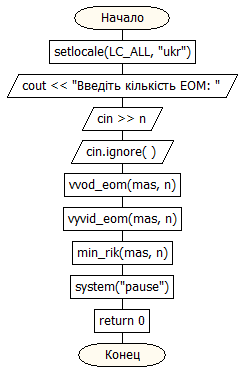 Начало
setlocale(LC_ALL, "ukr")
cout << "Введіть кількість ЕОМ: "
cin >> n
cin.ignore( )
vvod_eom(mas, n)
vyvid_eom(mas, n)
min_rik(mas, n)
system("pause")
return 0
Конец